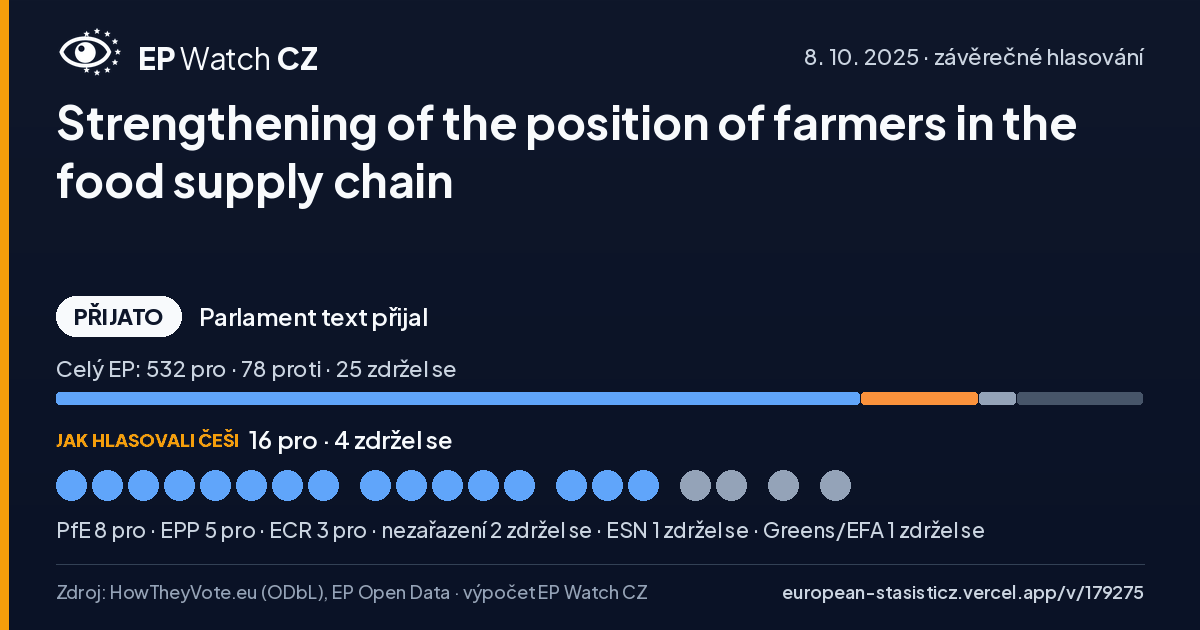 EP Watch CZ
8. 10. 2025 · závěrečné hlasování
Strengthening of the position of farmers in the
food supply chain
PŘIJATO Parlament text přijal
Celý EP: 532 pro · 78 proti · 25 zdržel se
JAK HLASOVALI ČEŠI 16 pro · 4 zdržel se
PfE 8 pro · EPP 5 pro · ECR 3 pro · nezařazení 2 zdržel se · ESN 1 zdržel se · Greens/EFA 1 zdržel se
Zdroj: HowTheyVote.eu (ODbL), EP Open Data · výpočet EP Watch CZ
european-stasisticz.vercel.app/v/179275